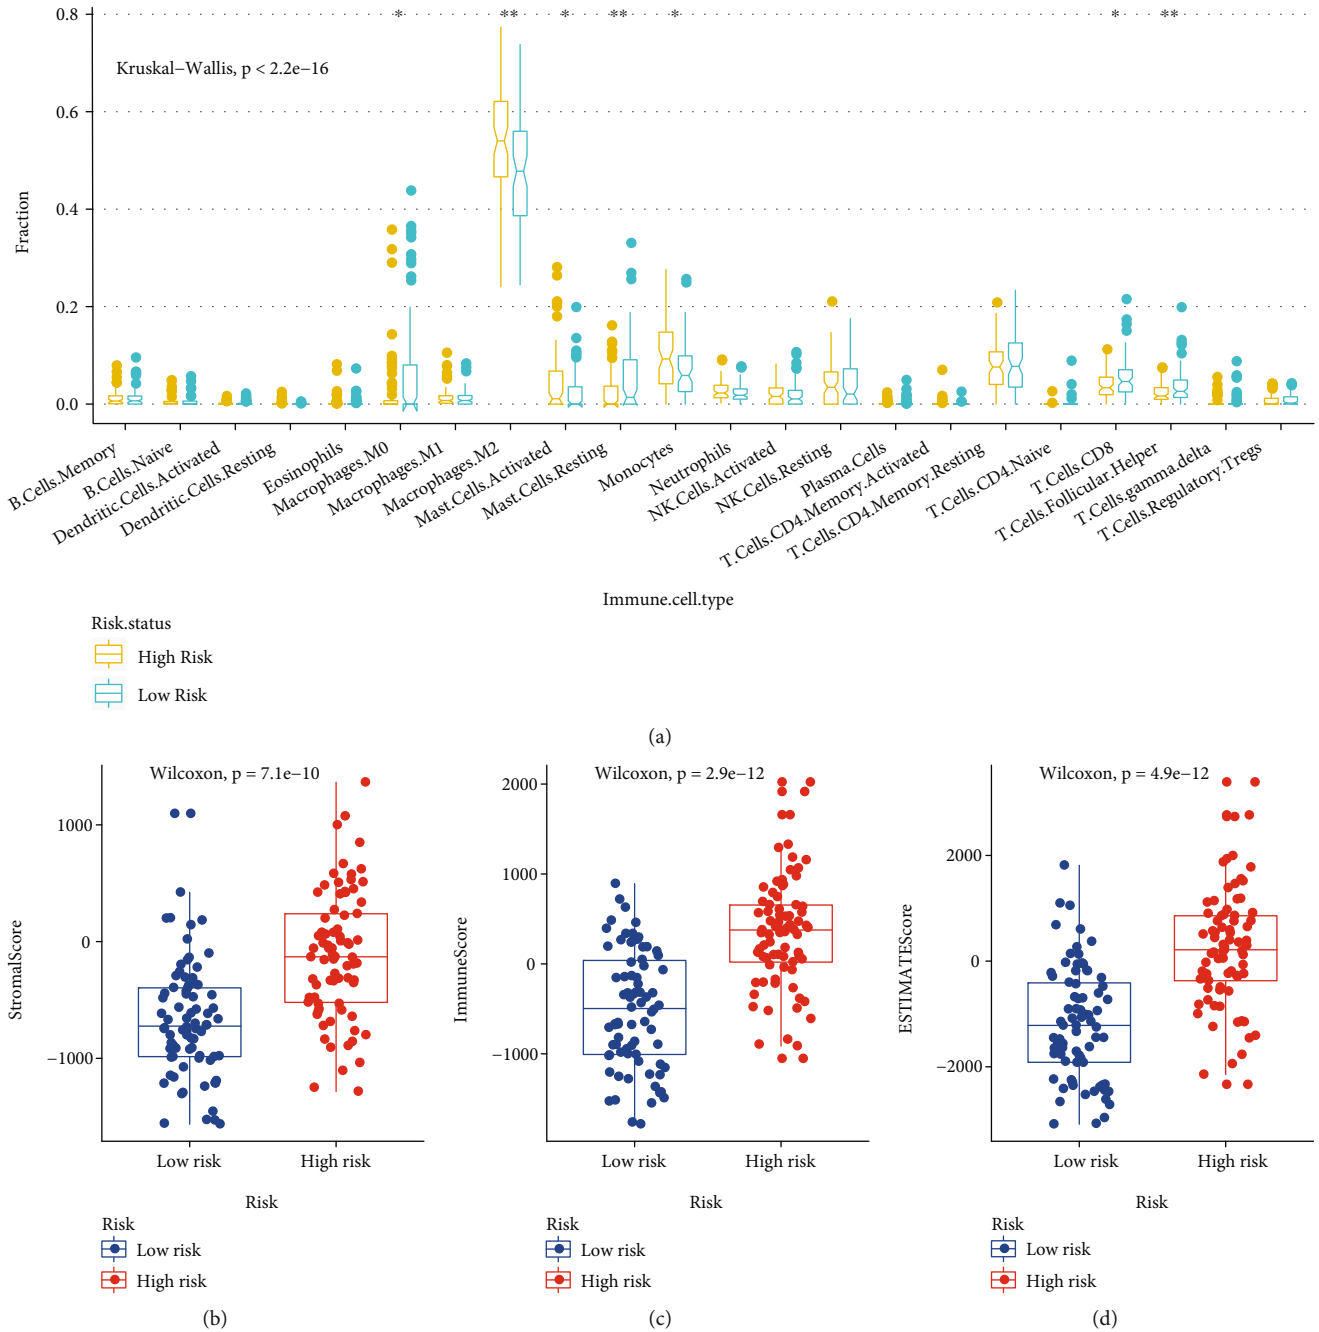 * ** * ** * * **
0.8
Kruskal−Wallis, p < 2.2e−16
0.6
0.4
0.2
0.0
Fraction
B.Cells.Memory
B.Cells.Naive
Dendritic.Cells.Activated
Dendritic.Cells.Resting
Eosinophils
Macrophages.M0
Macrophages.M1
Macrophages.M2
Mast.Cells.Activated
Mast.Cells.Resting
Monocytes
Neutrophils
NK.Cells.Activated
NK.Cells.Resting
Plasma.Cells
T.Cells.CD4.Memory.Activated
T.Cells.CD4.Memory.Resting
T.Cells.CD4.Naive
T.Cells.CD8
T.Cells.Follicular.Helper
T.Cells.gamma.delta
T.Cells.Regulatory.Tregs
Immune.cell.type
Risk.status
High Risk
Low Risk
(a)
Wilcoxon, p = 7.1e−10
1000
0
−1000
StromalScore
Low risk High risk
Risk
Risk
Low risk
High risk
(b)
Wilcoxon, p = 2.9e−12
2000
1000
0
−1000
ImmuneScore
Low risk High risk
Risk
Risk
Low risk
High risk
(c)
Wilcoxon, p = 4.9e−12
2000
0
−2000
ESTIMATEScore
Low risk High risk
Risk
Risk
Low risk
High risk
(d)